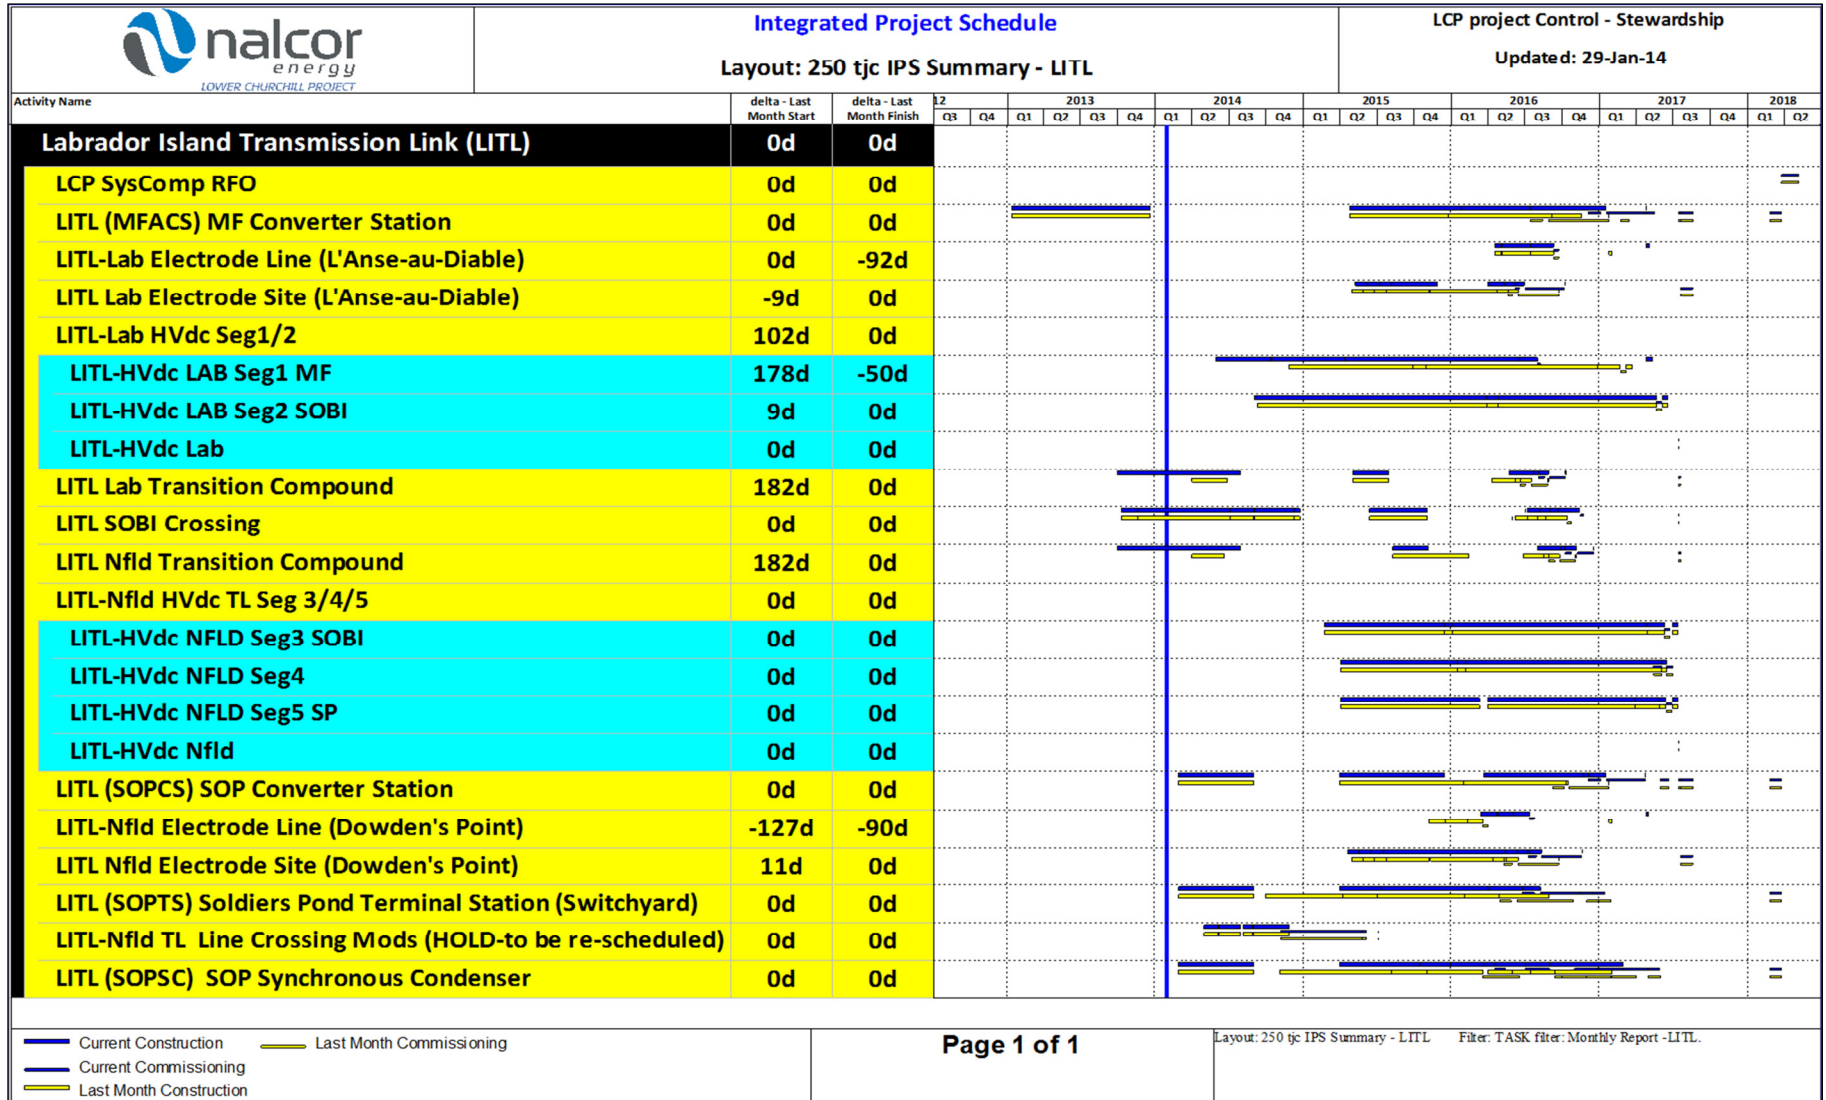 nalcor
energy
LOWER CHURCHILL PROJECT
Integrated Project Schedule
Layout: 250 tjc IPS Summary - LITL
LCP project Control - Stewardship
Updated: 29-Jan-14
Activity Name
delta - Last Month Start
delta - Last Month Finish
12 2013 2014 2015 2016 2017 2018
Q3 Q4 Q1 Q2 Q3 Q4 Q1 Q2 Q3 Q4 Q1 Q2 Q3 Q4 Q1 Q2 Q3 Q4 Q1 Q2 Q3 Q4 Q1 Q2
Labrador Island Transmission Link (LITL) 0d 0d
LCP SysComp RFO 0d 0d
LITL (MFACS) MF Converter Station 0d 0d
LITL-Lab Electrode Line (L'Anse-au-Diable) 0d -92d
LITL Lab Electrode Site (L'Anse-au-Diable) -9d 0d
LITL-Lab HVdc Seg1/2 102d 0d
LITL-HVdc LAB Seg1 MF 178d -50d
LITL-HVdc LAB Seg2 SOBI 9d 0d
LITL-HVdc Lab 0d 0d
LITL Lab Transition Compound 182d 0d
LITL SOBI Crossing 0d 0d
LITL Nfld Transition Compound 182d 0d
LITL-Nfld HVdc TL Seg 3/4/5 0d 0d
LITL-HVdc NFLD Seg3 SOBI 0d 0d
LITL-HVdc NFLD Seg4 0d 0d
LITL-HVdc NFLD Seg5 SP 0d 0d
LITL-HVdc Nfld 0d 0d
LITL (SOPCS) SOP Converter Station 0d 0d
LITL-Nfld Electrode Line (Dowden's Point) -127d -90d
LITL Nfld Electrode Site (Dowden's Point) 11d 0d
LITL (SOPTS) Soldiers Pond Terminal Station (Switchyard) 0d 0d
LITL-Nfld TL Line Crossing Mods (HOLD-to be re-scheduled) 0d 0d
LITL (SOPSC) SOP Synchronous Condenser 0d 0d
Current Construction
Last Month Commissioning
Current Commissioning
Last Month Construction
Page 1 of 1
Layout: 250 tjc IPS Summary - LITL
Filter: TASK filter: Monthly Report -LITL.